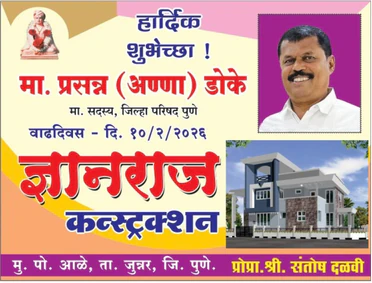 हार्दिक
शुभेच्छा !
मा. प्रसन्न (अण्णा) डोके
मा. सदस्य, जिल्हा परिषद पुणे
वाढदिवस - दि. १०/२/२०२६
ज्ञानराज
कन्स्ट्रक्शन
मु. पो. आळे, ता. जुन्नर, जि. पुणे.
प्रोप्रा.श्री. संतोष दळवी